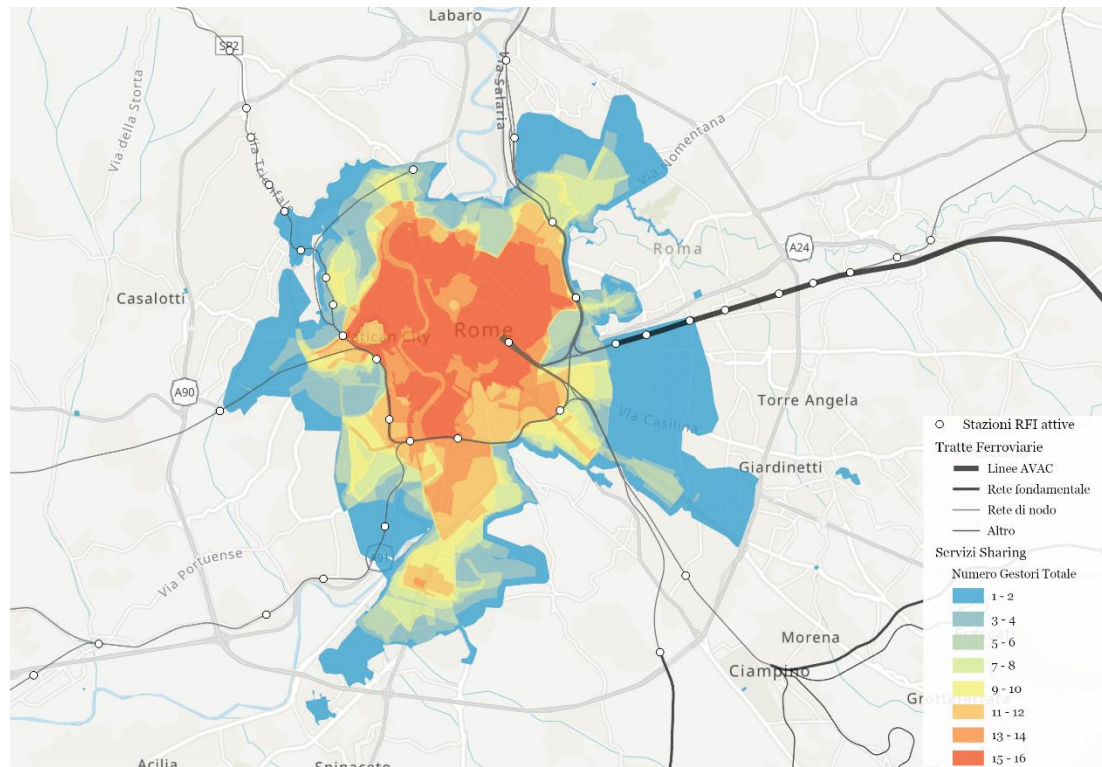 Labaro
SP2
Via Salaria
Via della Storta
Via Trionfale
Via Nomentana
Roma
A24
Casalotti
Rome
Vatican City
A90
Torre Angela
Via Casilina
Giardinetti
Via Portuense
Morena
Ciampino
Grottaferrata
Acilia
Spinaceto
Stazioni RFI attive
Tratte Ferroviarie
Linee AVAC
Rete fondamentale
Rete di nodo
Altro
Servizi Sharing
Numero Gestori Totale
1 - 2
3 - 4
5 - 6
7 - 8
9 - 10
11 - 12
13 - 14
15 - 16